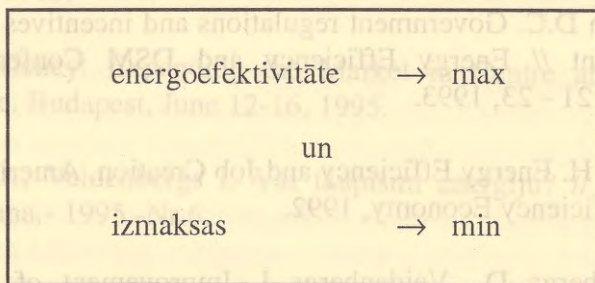 energoefektivitāte → max
un
izmaksas → min